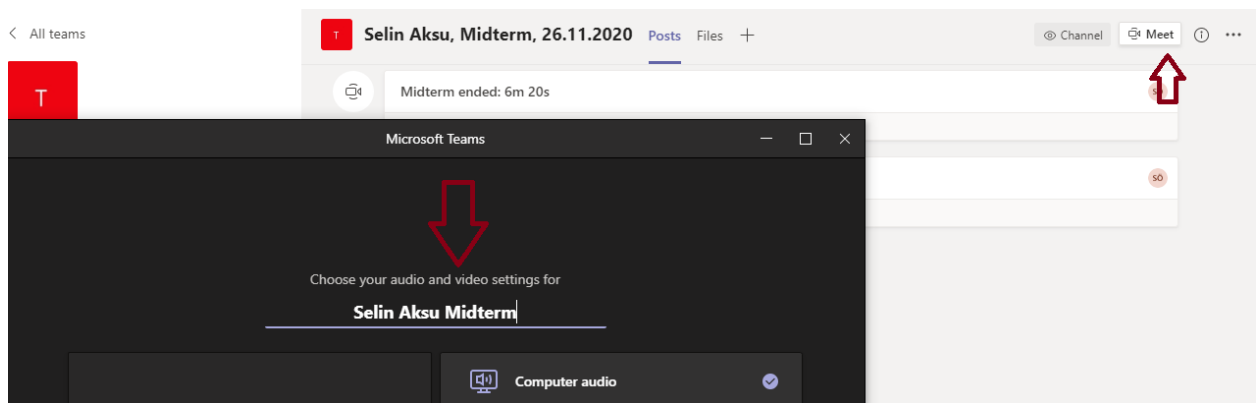 All teams
T
T Selin Aksu, Midterm, 26.11.2020 Posts Files
Channel Meet
Midterm ended: 6m 20s
SÖ
Microsoft Teams
Choose your audio and video settings for
Selin Aksu Midterm
Computer audio